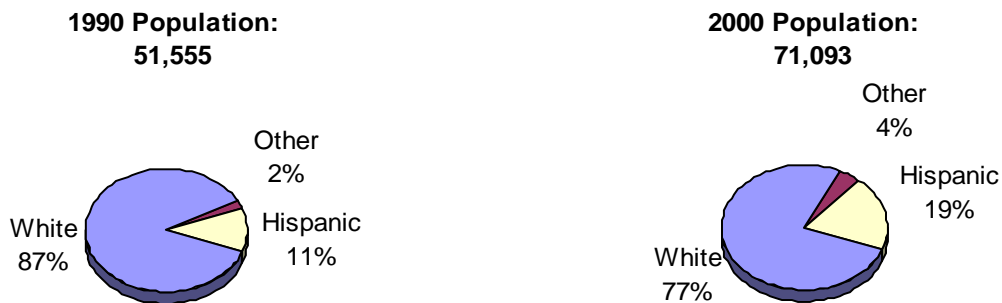 1990 Population:
51,555
Other
2%
White
87%
Hispanic
11%
2000 Population:
71,093
Other
4%
Hispanic
19%
White
77%